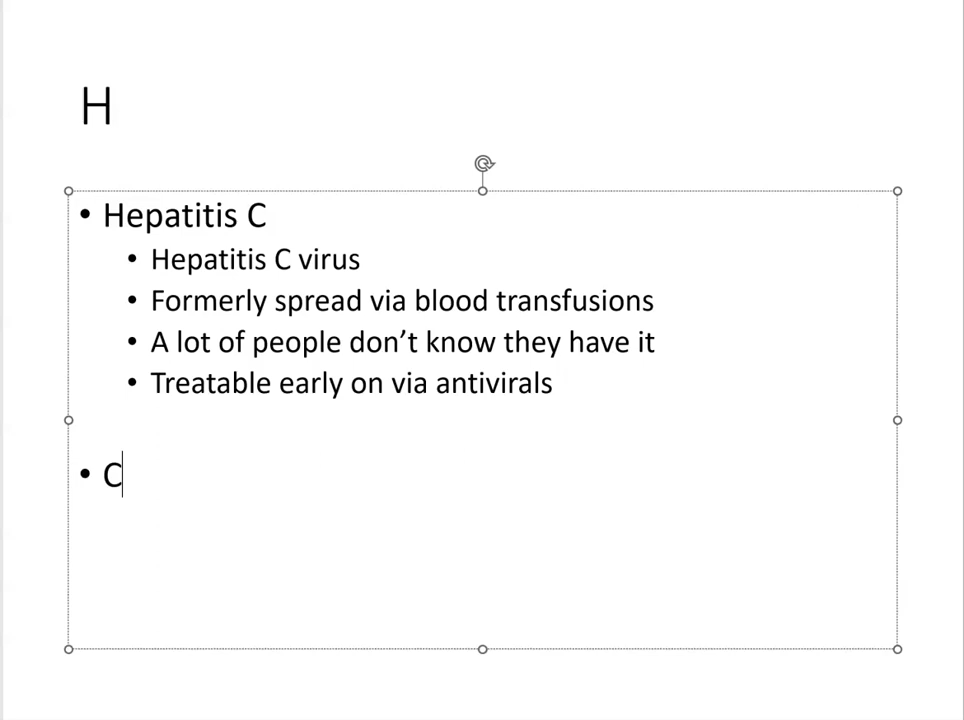 H
• Hepatitis C
• Hepatitis C virus
• Formerly spread via blood transfusions
• A lot of people don’t know they have it
• Treatable early on via antivirals
• C